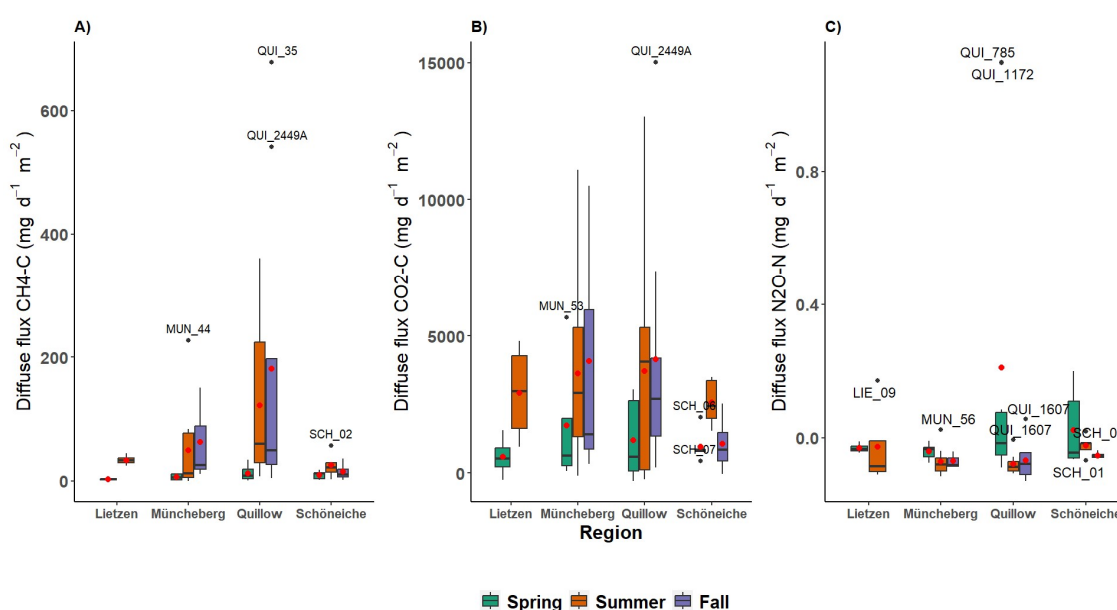 A)
B)
C)
Diffuse flux CH4-C (mg d⁻¹ m⁻²)
600
400
200
0
QUI_35
QUI_2449A
MUN_44
SCH_02
Lietzen Müncheberg Quillow Schöneiche
Diffuse flux CO2-C (mg d⁻¹ m⁻²)
15000
10000
5000
0
QUI_2449A
MUN_53
SCH_07
Lietzen Müncheberg Quillow Schöneiche
Region
Diffuse flux N2O-N (mg d⁻¹ m⁻²)
0.8
0.4
0.0
QUI_785
QUI_1172
LIE_09
MUN_56
QUI_1607
QUI_1607
SCH_0
SCH_01
Lietzen Müncheberg Quillow Schöneiche
Spring Summer Fall